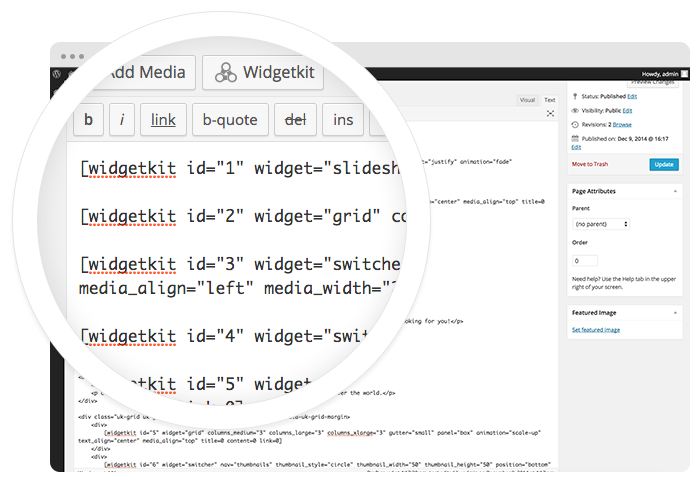 Howdy, admin
Add Media
Widgetkit
b
i
link
b-quote
del
ins
Visual
Text
[widgetkit id="1" widget="slidesh
="justify" animation="fade"
[widgetkit id="2" widget="grid" co
="center" media_align="top" title=0
[widgetkit id="3" widget="switche
media_align="left" media_width="
ooking for you!</p>
[widgetkit id="4" widget="swit
[widgetkit id="5"
er the world.</p>
</div>
<div class="uk-grid
a-uk-grid-margin>
<div>
[widgetkit id="5" widget="grid" columns_medium="3" columns_large="3" columns_xlarge="3" gutter="small" panel="box" animation="scale-up"
text_align="center" media_align="top" title=0 content=0 link=0]
</div>
<div>
[widgetkit id="6" widget="switcher" nav="thumbnails" thumbnail_style="circle" thumbnail_width="50" thumbnail_height="50" position="bottom"
Preview Changes
Status: Published Edit
Visibility: Public Edit
Revisions: 2 Browse
Published on: Dec 9, 2014 @ 16:17
Edit
Move to Trash
Update
Page Attributes
Parent
(no parent)
Order
0
Need help? Use the Help tab in the upper
right of your screen.
Featured Image
Set featured image